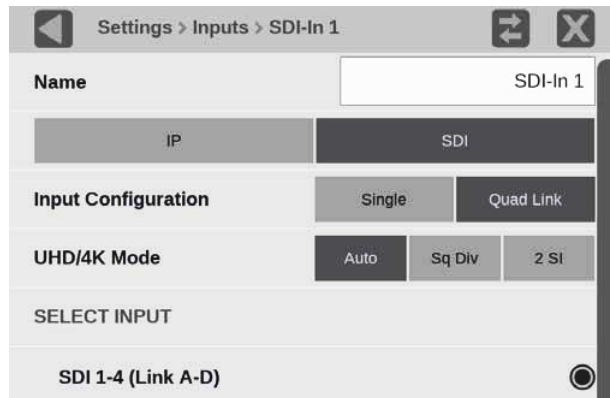 Settings > Inputs > SDI-In 1
Name SDI-In 1
IP SDI
Input Configuration Single Quad Link
UHD/4K Mode Auto Sq Div 2 SI
SELECT INPUT
SDI 1-4 (Link A-D)